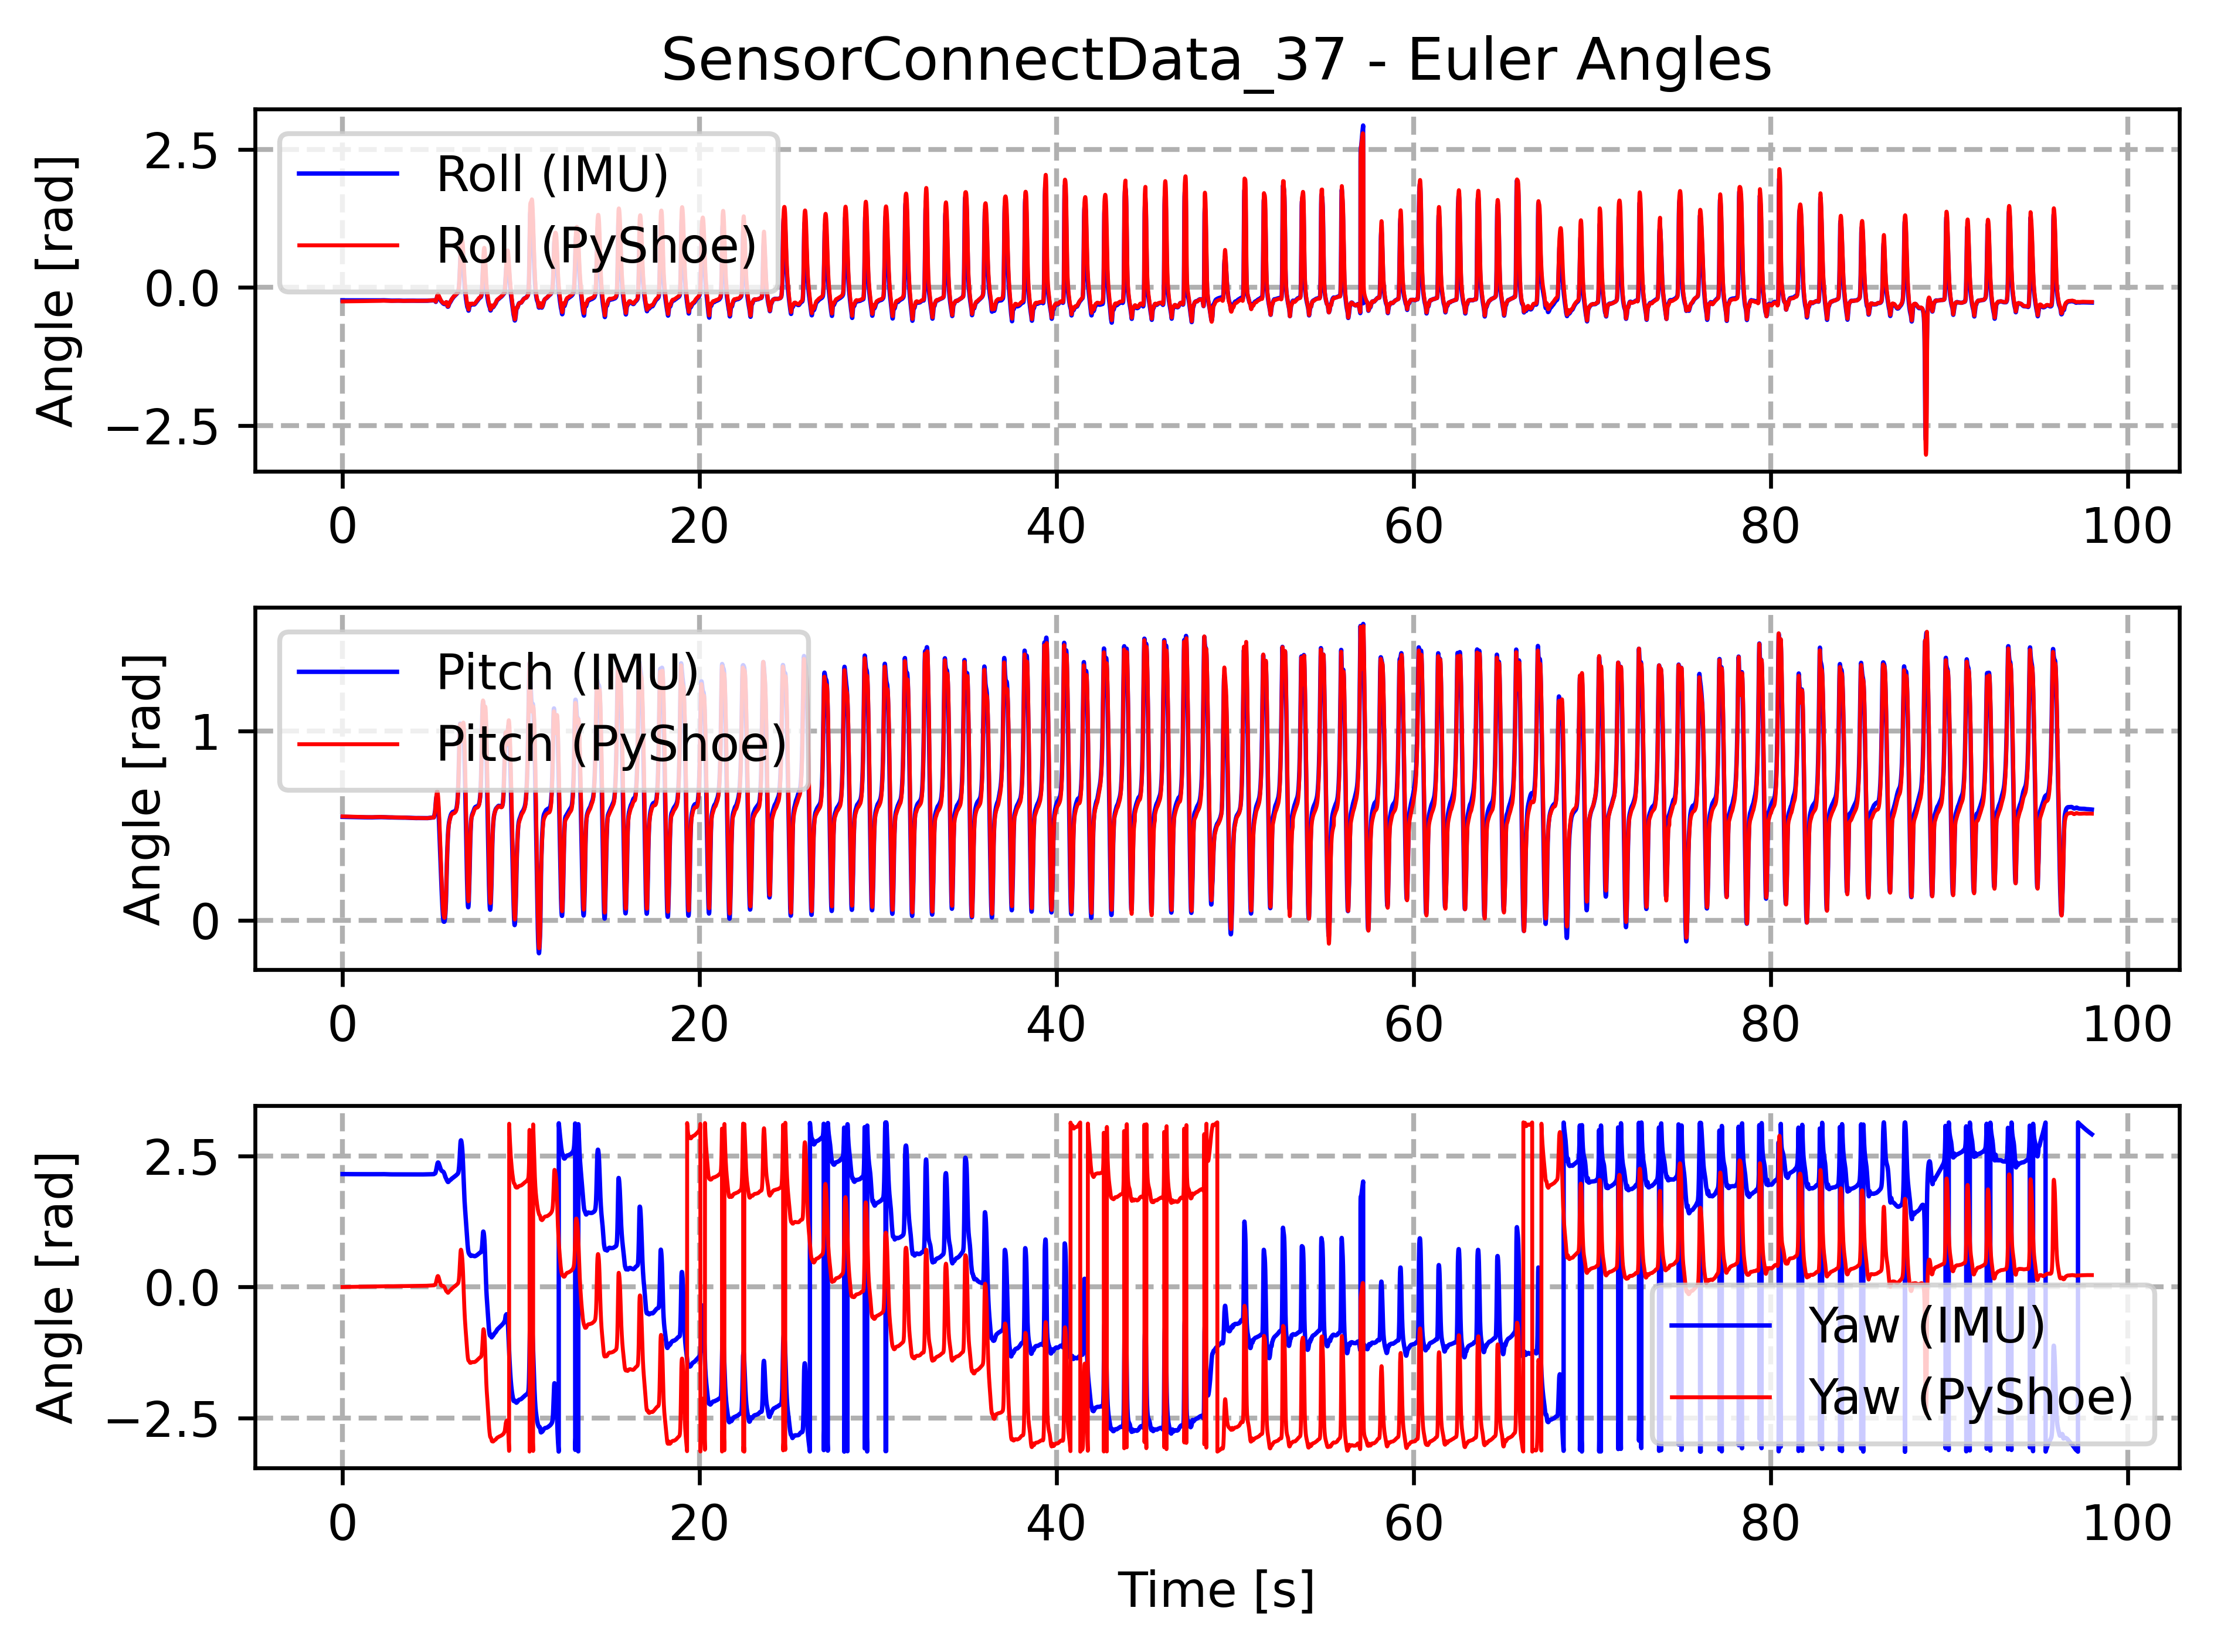 SensorConnectData_37 - Euler Angles
Angle [rad]
2.5
0.0
−2.5
Roll (IMU)
Roll (PyShoe)
0 20 40 60 80 100
Angle [rad]
1
0
Pitch (IMU)
Pitch (PyShoe)
0 20 40 60 80 100
Angle [rad]
2.5
0.0
−2.5
Yaw (IMU)
Yaw (PyShoe)
0 20 40 60 80 100
Time [s]